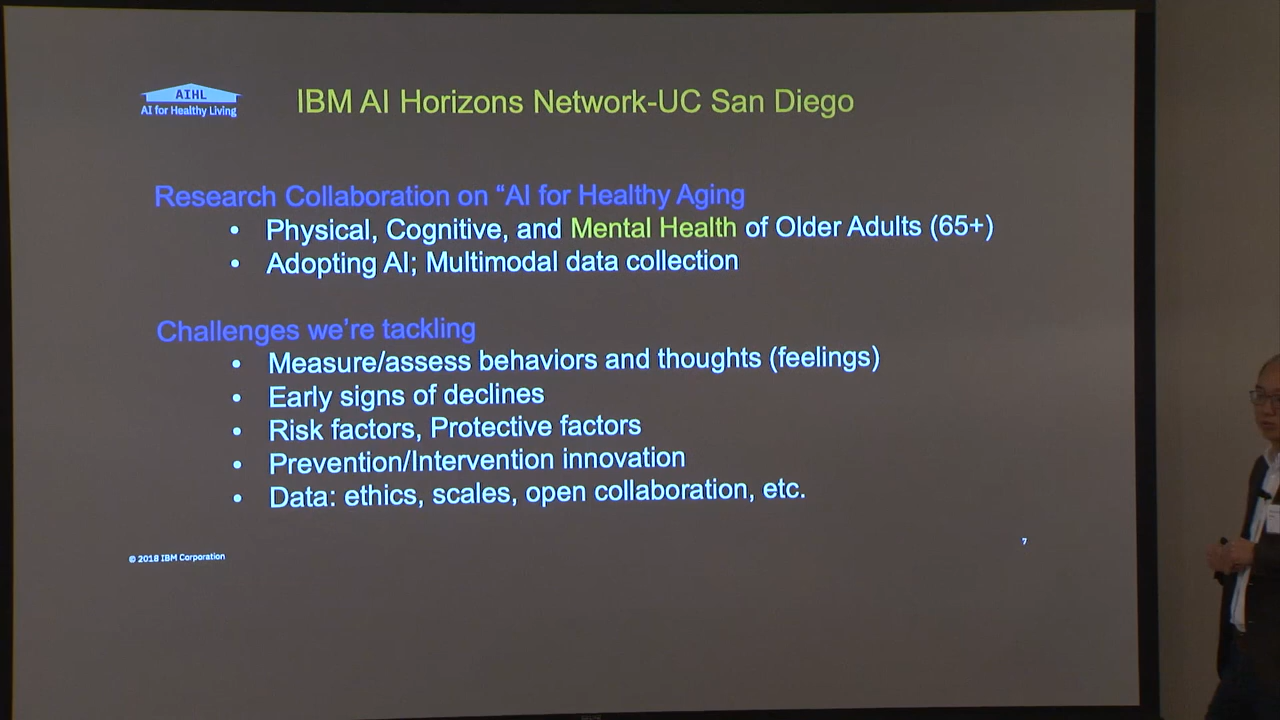 AIHL
AI for Healthy Living
IBM AI Horizons Network-UC San Diego
Research Collaboration on “AI for Healthy Aging
• Physical, Cognitive, and Mental Health of Older Adults (65+)
• Adopting AI; Multimodal data collection
Challenges we’re tackling
• Measure/assess behaviors and thoughts (feelings)
• Early signs of declines
• Risk factors, Protective factors
• Prevention/Intervention innovation
• Data: ethics, scales, open collaboration, etc.
© 2018 IBM Corporation
7